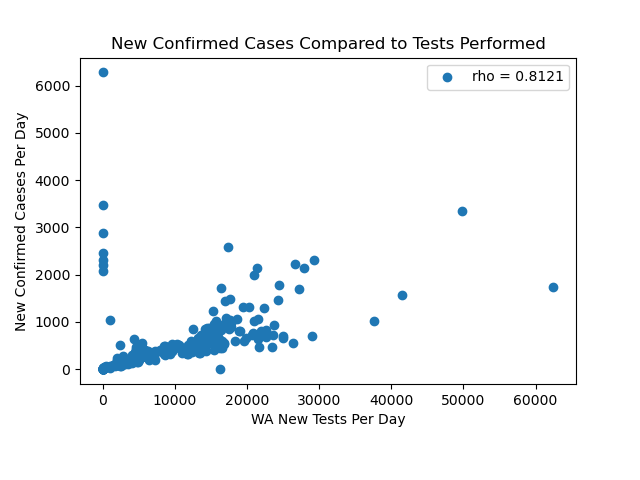 New Confirmed Cases Compared to Tests Performed
rho = 0.8121
6000
5000
4000
3000
2000
1000
0
New Confirmed Caeses Per Day
0 10000 20000 30000 40000 50000 60000
WA New Tests Per Day